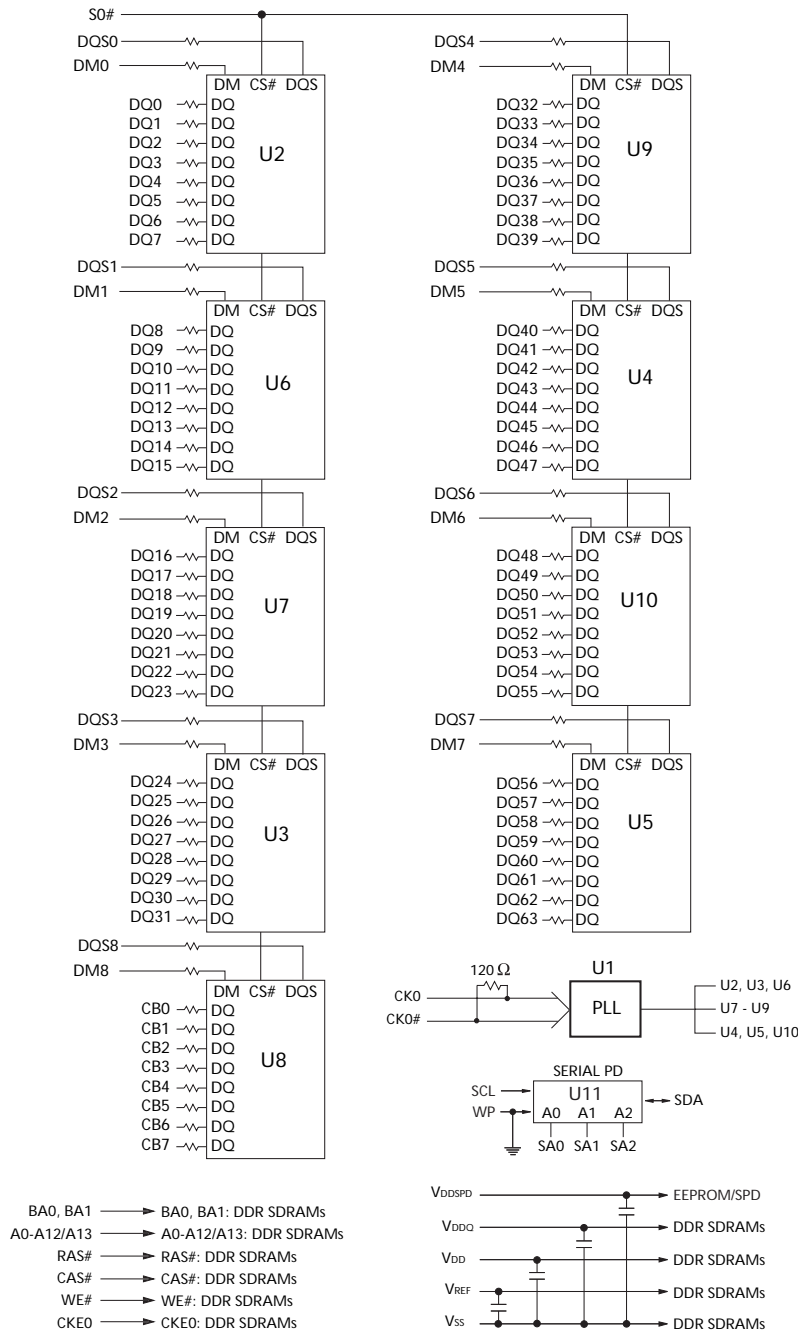 S0#
DQS0
DM0
DM CS# DQS
DQ0 DQ
DQ1 DQ
DQ2 DQ
DQ3 DQ
DQ4 DQ
DQ5 DQ
DQ6 DQ
DQ7 DQ
U2
DQS1
DM1
DM CS# DQS
DQ8 DQ
DQ9 DQ
DQ10 DQ
DQ11 DQ
DQ12 DQ
DQ13 DQ
DQ14 DQ
DQ15 DQ
U6
DQS2
DM2
DM CS# DQS
DQ16 DQ
DQ17 DQ
DQ18 DQ
DQ19 DQ
DQ20 DQ
DQ21 DQ
DQ22 DQ
DQ23 DQ
U7
DQS3
DM3
DM CS# DQS
DQ24 DQ
DQ25 DQ
DQ26 DQ
DQ27 DQ
DQ28 DQ
DQ29 DQ
DQ30 DQ
DQ31 DQ
U3
DQS8
DM8
DM CS# DQS
CB0 DQ
CB1 DQ
CB2 DQ
CB3 DQ
CB4 DQ
CB5 DQ
CB6 DQ
CB7 DQ
U8
DQS4
DM4
DM CS# DQS
DQ32 DQ
DQ33 DQ
DQ34 DQ
DQ35 DQ
DQ36 DQ
DQ37 DQ
DQ38 DQ
DQ39 DQ
U9
DQS5
DM5
DM CS# DQS
DQ40 DQ
DQ41 DQ
DQ42 DQ
DQ43 DQ
DQ44 DQ
DQ45 DQ
DQ46 DQ
DQ47 DQ
U4
DQS6
DM6
DM CS# DQS
DQ48 DQ
DQ49 DQ
DQ50 DQ
DQ51 DQ
DQ52 DQ
DQ53 DQ
DQ54 DQ
DQ55 DQ
U10
DQS7
DM7
DM CS# DQS
DQ56 DQ
DQ57 DQ
DQ58 DQ
DQ59 DQ
DQ60 DQ
DQ61 DQ
DQ62 DQ
DQ63 DQ
U5
120 Ω
U1
CK0
CK0#
PLL
U2, U3, U6
U7 - U9
U4, U5, U10
SERIAL PD
SCL
WP
U11
A0 A1 A2
SDA
SA0 SA1 SA2
BA0, BA1 BA0, BA1: DDR SDRAMs
A0-A12/A13 A0-A12/A13: DDR SDRAMs
RAS# RAS#: DDR SDRAMs
CAS# CAS#: DDR SDRAMs
WE# WE#: DDR SDRAMs
CKE0 CKE0: DDR SDRAMs
VDDSPD EEPROM/SPD
VDDQ DDR SDRAMs
VDD DDR SDRAMs
VREF DDR SDRAMs
VSS DDR SDRAMs